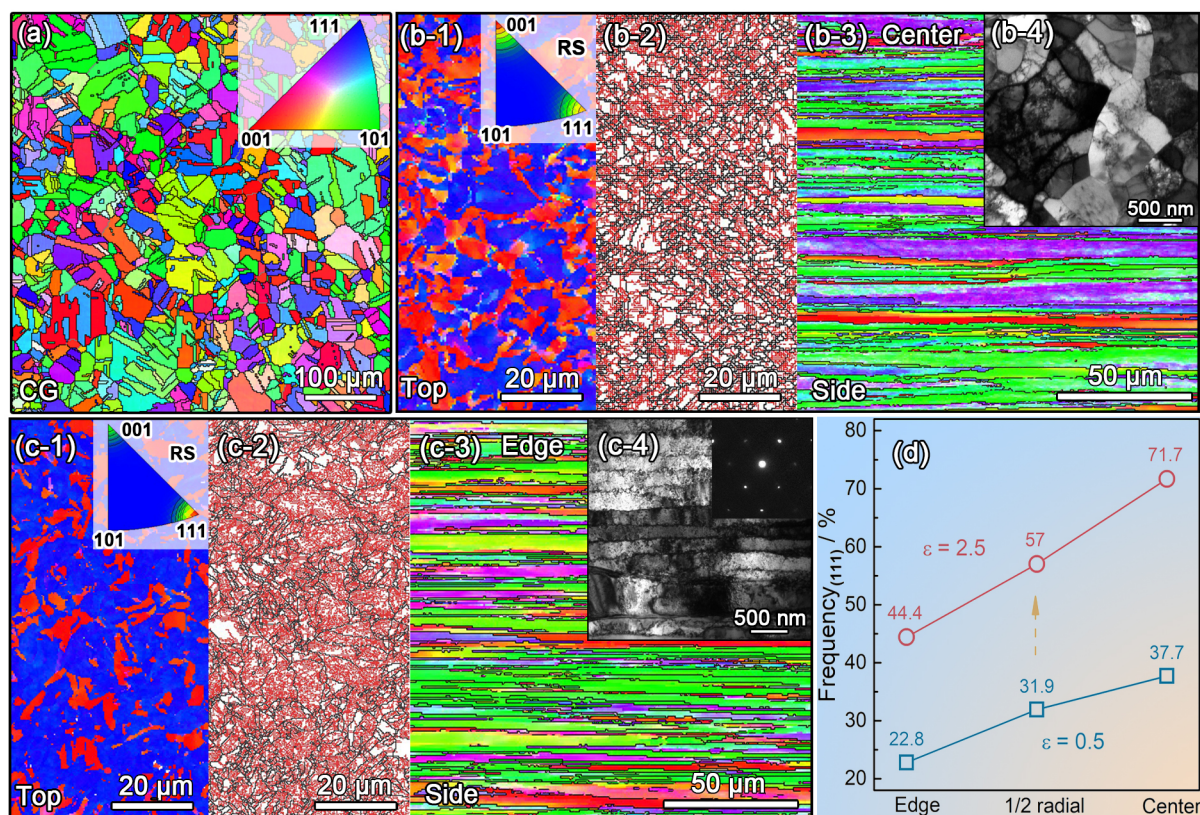 (a)
111
001
101
CG
100 μm
(b-1)
001
RS
101
111
Top
20 μm
(b-2)
20 μm
(b-3) Center
Side
50 μm
(b-4)
500 nm
(c-1)
001
RS
101
111
Top
20 μm
(c-2)
20 μm
(c-3) Edge
Side
50 μm
(c-4)
500 nm
(d)
Frequency(111) / %
80
70
60
50
40
30
20
71.7
57
44.4
ε = 2.5
37.7
31.9
22.8
ε = 0.5
Edge
1/2 radial
Center